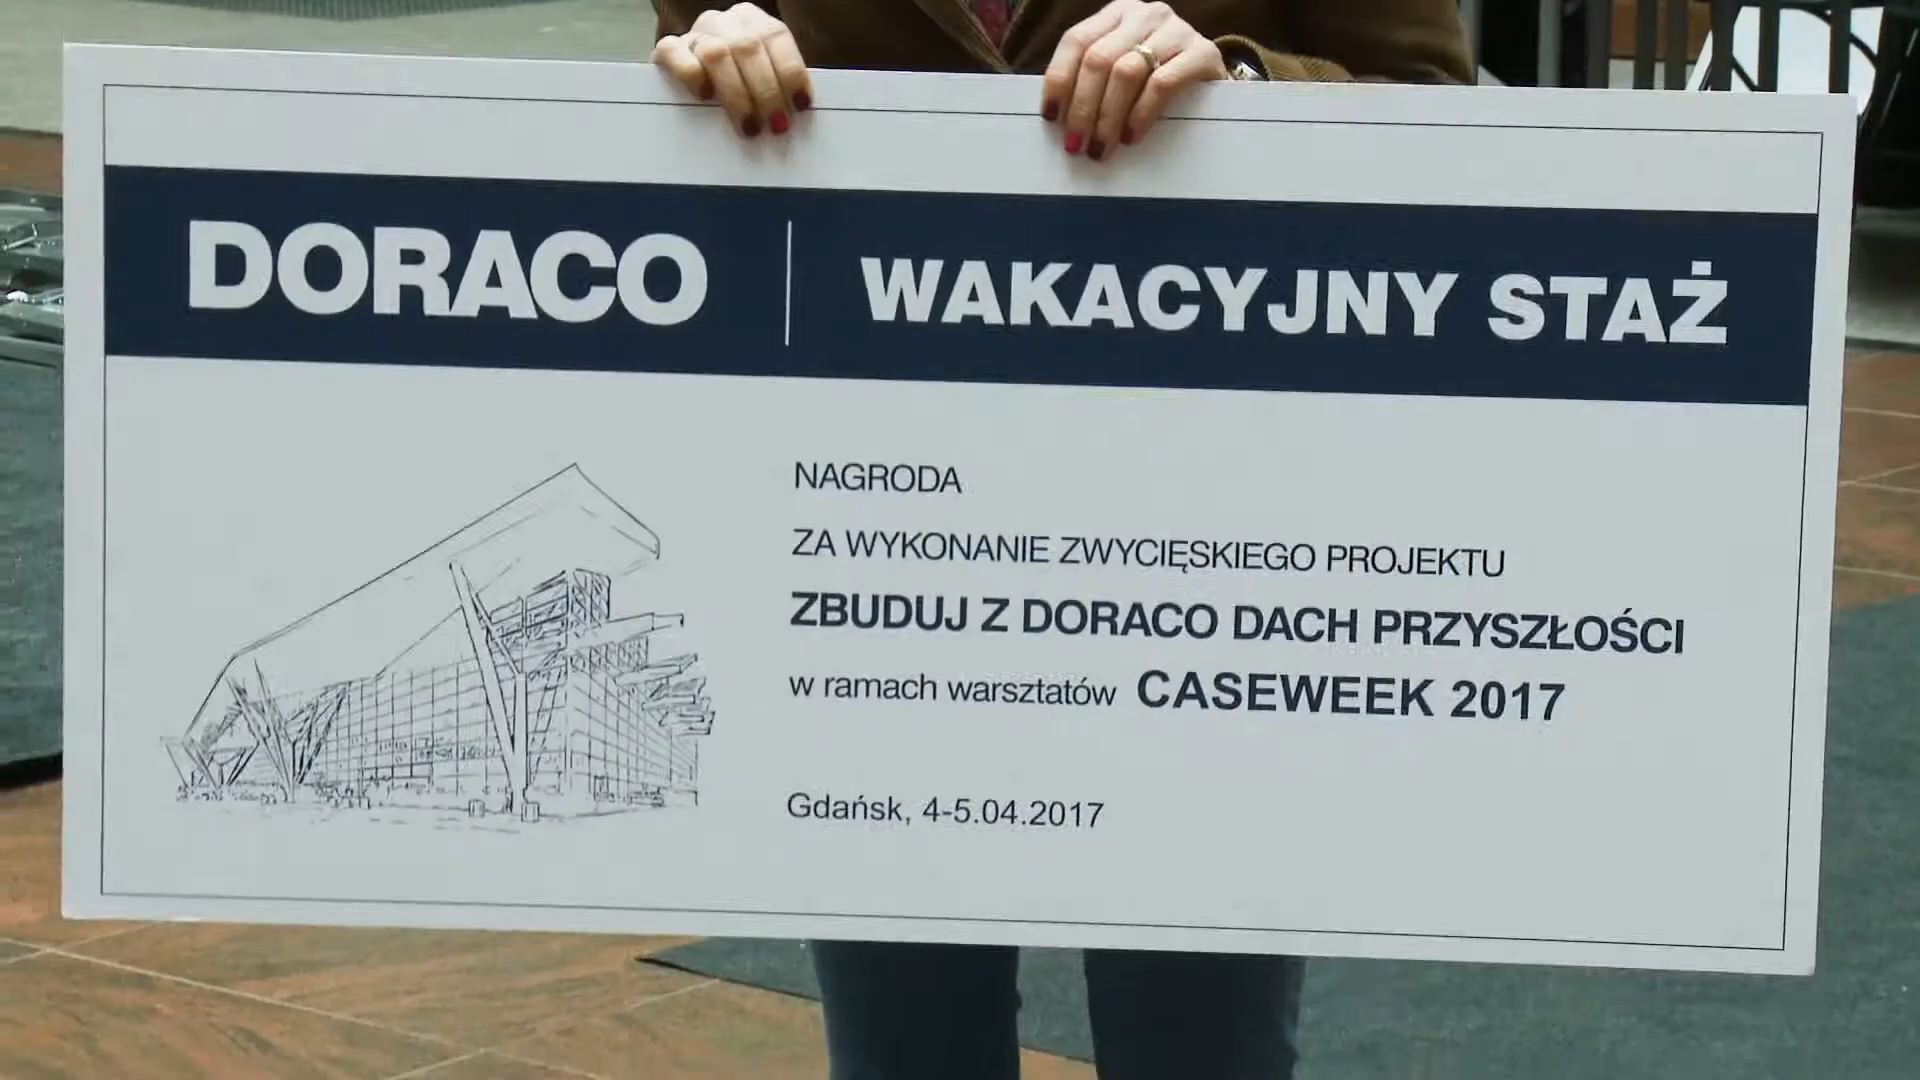 DORACO | WAKACYJNY STAŻ
NAGRODA
ZA WYKONANIE ZWYCIĘSKIEGO PROJEKTU
ZBUDUJ Z DORACO DACH PRZYSZŁOŚCI
w ramach warsztatów CASEWEEK 2017
Gdańsk, 4-5.04.2017